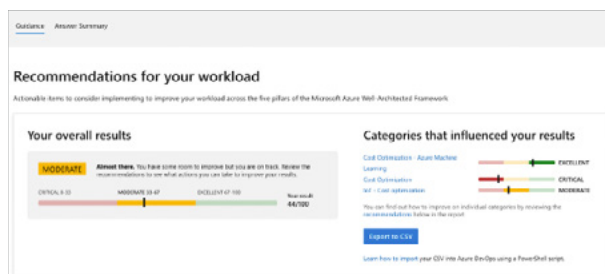 Guidance Answer Summary
Recommendations for your workload
Actionable items to consider implementing to improve your workload across the five pillars of the Microsoft Azure Well-Architected Framework
Your overall results
MODERATE
Almost there. You have some room to improve but you are on track. Review the
recommendations to see what actions you can take to improve your results.
CRITICAL 0-33 MODERATE 33-67 EXCELLENT 67-100 Your result
44/100
Categories that influenced your results
Cost Optimization - Azure Machine
Learning
EXCELLENT
Cost Optimization
CRITICAL
IoT - Cost optimization
MODERATE
You can find out how to improve on individual categories by reviewing the
recommendations below in the report
Export to CSV
Learn how to import your CSV into Azure DevOps using a PowerShell script.